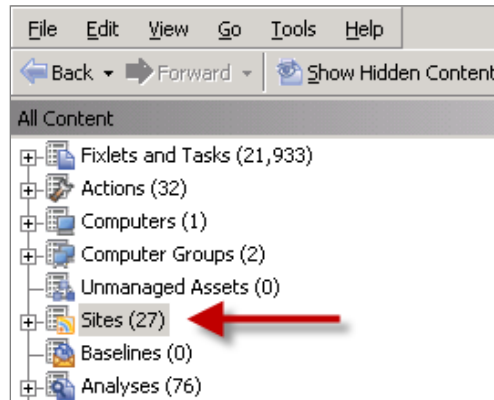 File Edit View Go Tools Help
Back Forward Show Hidden Content
All Content
Fixlets and Tasks (21,933)
Actions (32)
Computers (1)
Computer Groups (2)
Unmanaged Assets (0)
Sites (27)
Baselines (0)
Analyses (76)